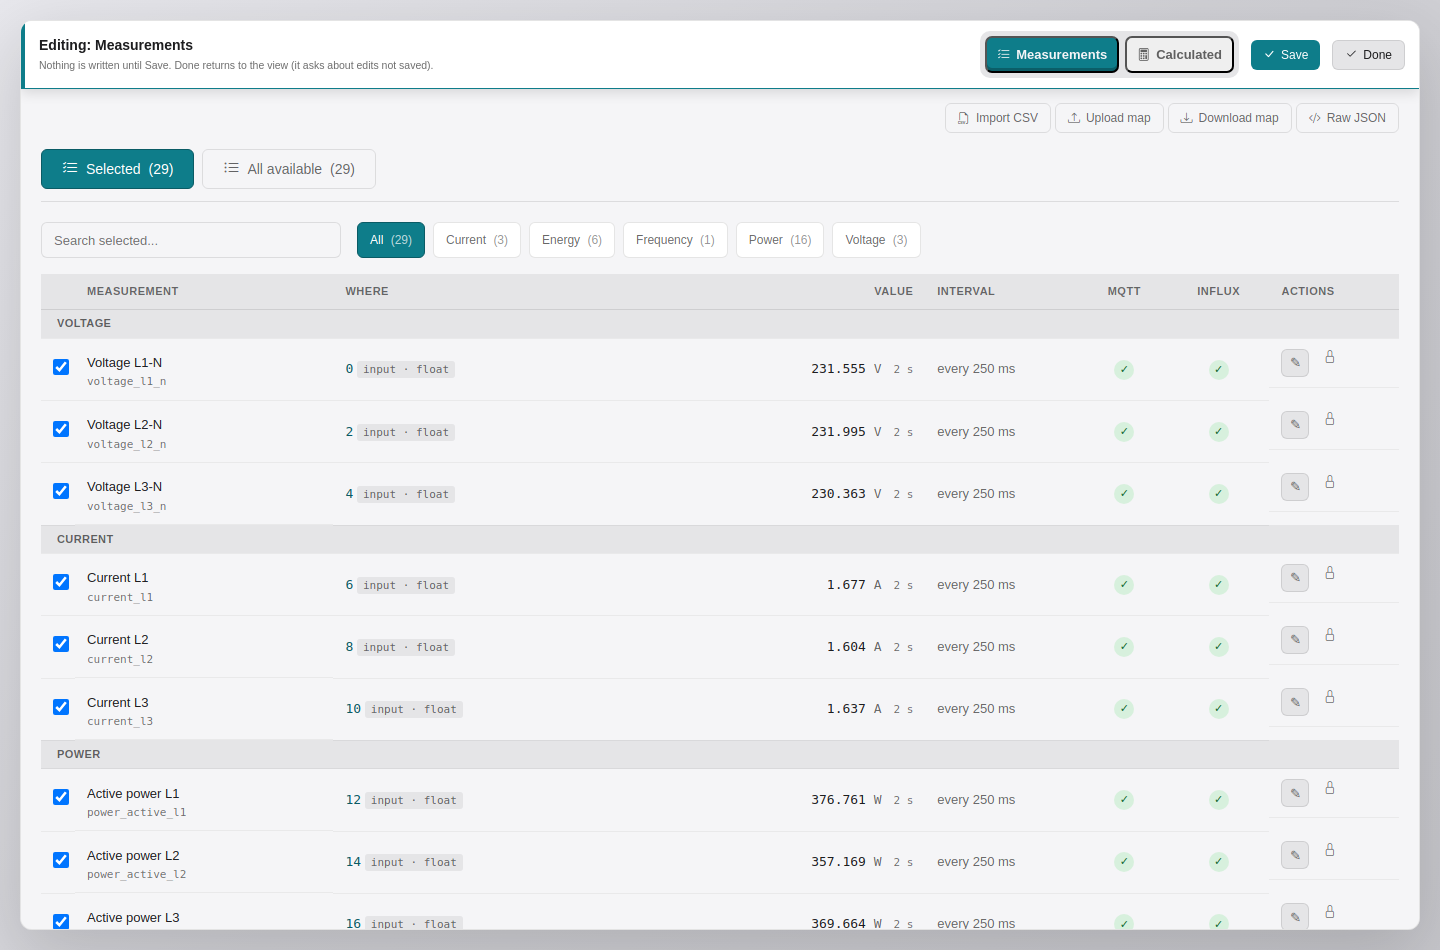 Editing: Measurements
Nothing is written until Save. Done returns to the view (it asks about edits not saved).
Measurements
Calculated
✓ Save
✓ Done
Import CSV
Upload map
Download map
Raw JSON
Selected (29)
All available (29)
Search selected...
All (29)
Current (3)
Energy (6)
Frequency (1)
Power (16)
Voltage (3)
MEASUREMENT WHERE VALUE INTERVAL MQTT INFLUX ACTIONS
VOLTAGE
Voltage L1-N
voltage_l1_n
0 input · float 231.555 V 2 s every 250 ms ✓ ✓ ✎
Voltage L2-N
voltage_l2_n
2 input · float 231.995 V 2 s every 250 ms ✓ ✓ ✎
Voltage L3-N
voltage_l3_n
4 input · float 230.363 V 2 s every 250 ms ✓ ✓ ✎
CURRENT
Current L1
current_l1
6 input · float 1.677 A 2 s every 250 ms ✓ ✓ ✎
Current L2
current_l2
8 input · float 1.604 A 2 s every 250 ms ✓ ✓ ✎
Current L3
current_l3
10 input · float 1.637 A 2 s every 250 ms ✓ ✓ ✎
POWER
Active power L1
power_active_l1
12 input · float 376.761 W 2 s every 250 ms ✓ ✓ ✎
Active power L2
power_active_l2
14 input · float 357.169 W 2 s every 250 ms ✓ ✓ ✎
Active power L3
16 input · float 369.664 W 2 s every 250 ms ✓ ✓ ✎